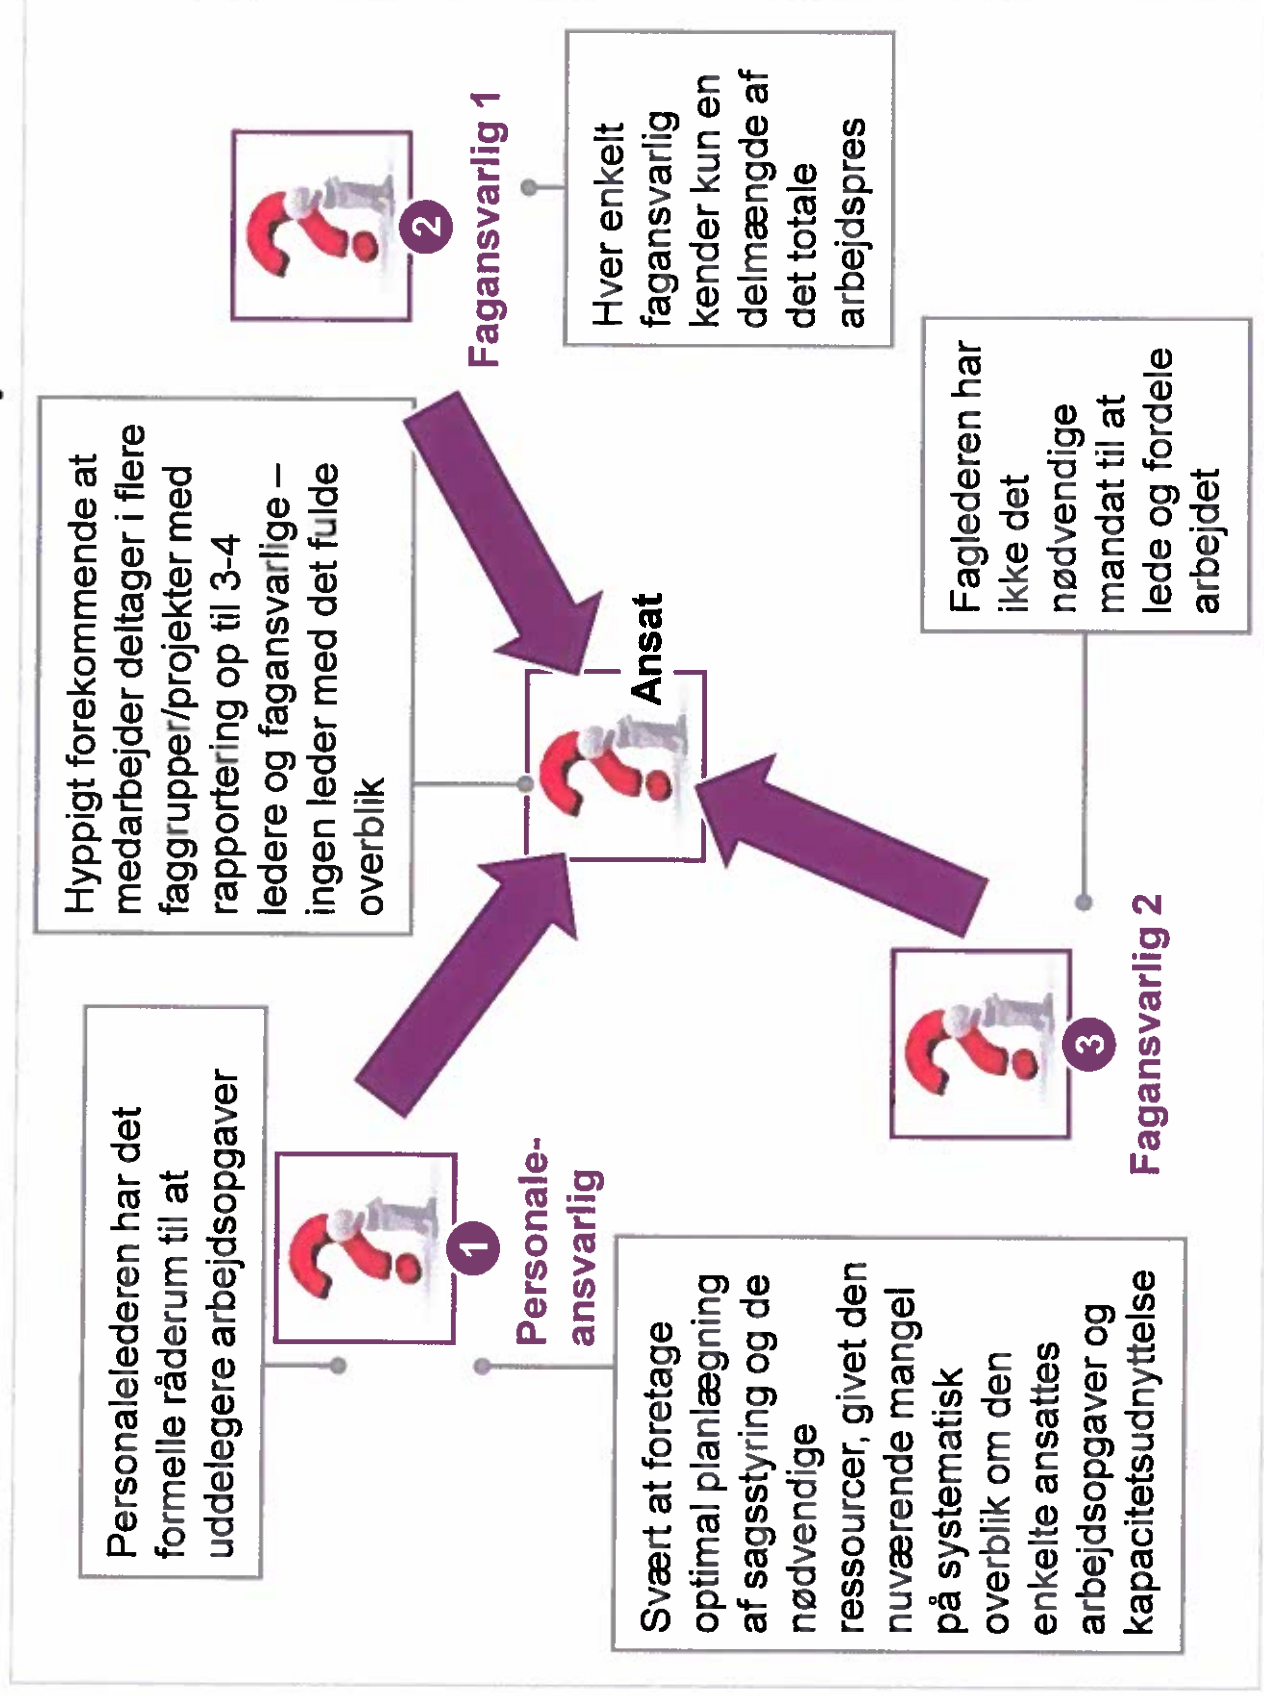 Personalelederen har det
formelle råderum til at
uddelegere arbejdsopgaver
1
Personale-
ansvarlig
Svært at foretage
optimal planlægning
af sagsstyring og de
nødvendige
ressourcer, givet den
nuværende mangel
på systematisk
overblik om den
enkelte ansattes
arbejdsopgaver og
kapacitetsudnyttelse
Hyppigt forekommende at
medarbejder deltager i flere
faggrupper/projekter med
rapportering op til 3-4
ledere og fagansvarlige –
ingen leder med det fulde
overblik
Ansat
2
Fagansvarlig 1
Hver enkelt
fagansvarlig
kender kun en
delmængde af
det totale
arbejdspres
3
Fagansvarlig 2
Faglederen har
ikke det
nødvendige
mandat til at
lede og fordele
arbejdet